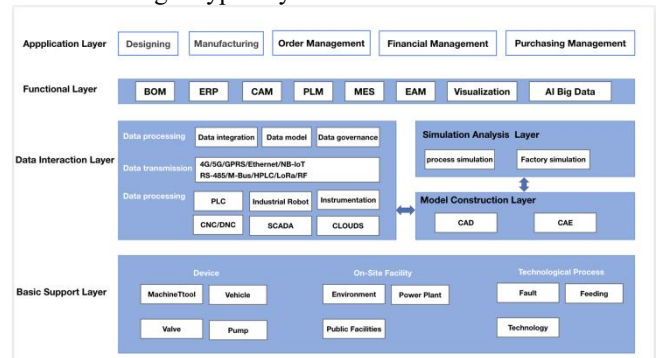 Appplication Layer
Designing
Manufacturing
Order Management
Financial Management
Purchasing Management
Functional Layer
BOM
ERP
CAM
PLM
MES
EAM
Visualization
AI Big Data
Data Interaction Layer
Data processing
Data integration
Data model
Data governance
Data transmission
4G/5G/GPRS/Ethernet/NB-IoT
RS-485/M-Bus/HPLC/LoRa/RF
Data processing
PLC
Industrial Robot
Instrumentation
CNC/DNC
SCADA
CLOUDS
Simulation Analysis Layer
process simulation
Factory simulation
Model Construction Layer
CAD
CAE
Basic Support Layer
Device
MachineTtool
Vehicle
Valve
Pump
On-Site Facility
Environment
Power Plant
Public Facilities
Technological Process
Fault
Feeding
Technology